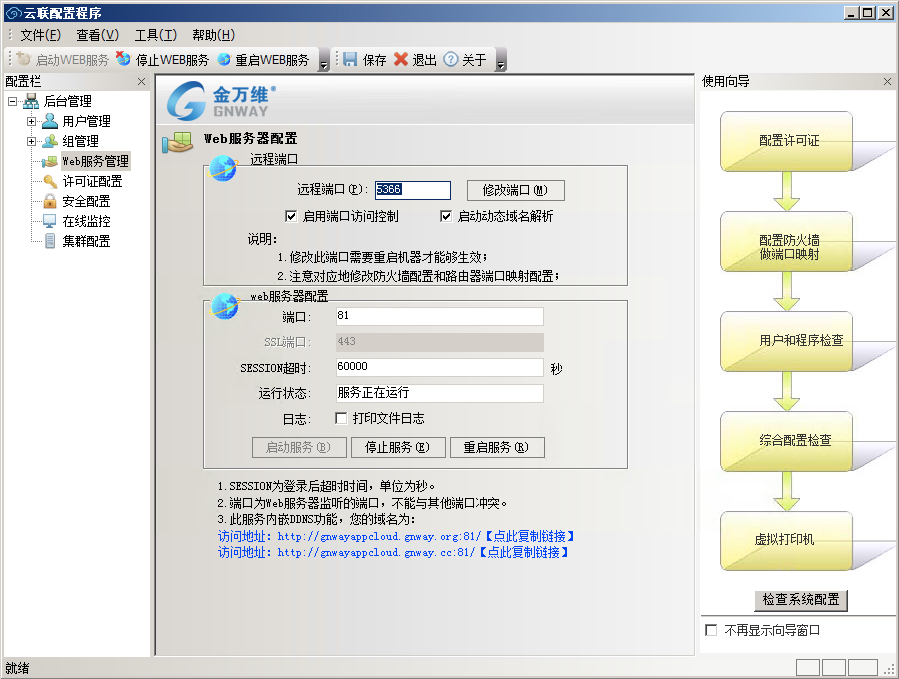 云联配置程序
文件(F) 查看(V) 工具(T) 帮助(H)
启动WEB服务 停止WEB服务 重启WEB服务 保存 退出 关于
配置栏
后台管理
用户管理
组管理
Web服务管理
许可证配置
安全配置
在线监控
集群配置
金万维®
GNWAY
Web服务器配置
远程端口
远程端口(P): 5366 修改端口(M)
启用端口访问控制 启动动态域名解析
说明:
1.修改此端口需要重启机器才能够生效;
2.注意对应地修改防火墙配置和路由器端口映射配置;
web服务器配置
端口: 81
SSL端口: 443
SESSION超时: 60000 秒
运行状态: 服务正在运行
日志: 打印文件日志
启动服务(B) 停止服务(E) 重启服务(R)
1.SESSION为登录后超时时间，单位为秒。
2.端口为Web服务器监听的端口，不能与其他端口冲突。
3.此服务内嵌DDNS功能，您的域名为:
访问地址: http://gnwayappcloud.gnway.org:81/【点此复制链接】
访问地址: http://gnwayappcloud.gnway.cc:81/【点此复制链接】
使用向导
配置许可证
配置防火墙
做端口映射
用户和程序检查
综合配置检查
虚拟打印机
检查系统配置
不再显示向导窗口
就绪